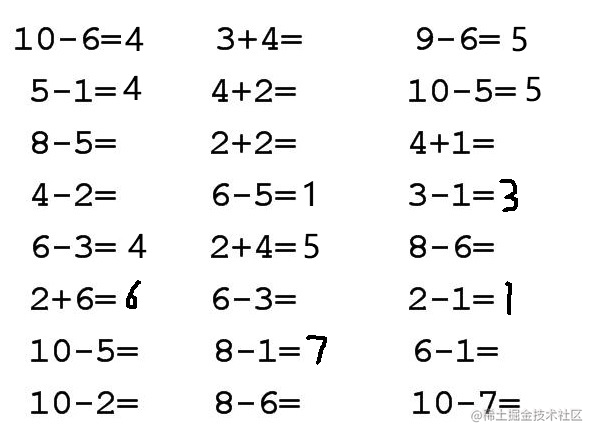 10-6=4 3+4= 9-6=5
5-1=4 4+2= 10-5=5
8-5= 2+2= 4+1=
4-2= 6-5=1 3-1=3
6-3=4 2+4=5 8-6=
2+6=6 6-3= 2-1=1
10-5= 8-1=7 6-1=
10-2= 8-6= 10-7=
@稀土掘金技术社区